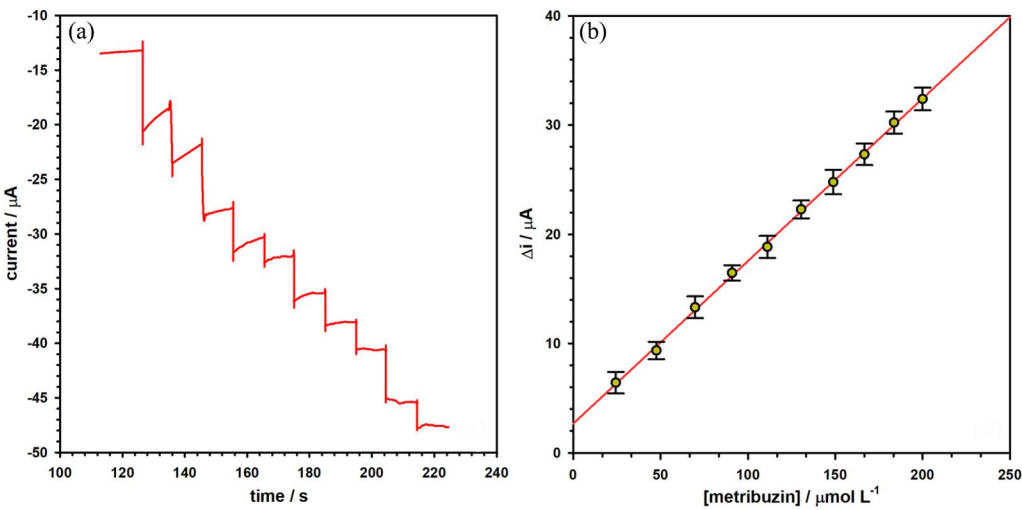 (a)
-10
-15
-20
-25
-30
-35
-40
-45
-50
current / μA
100 120 140 160 180 200 220 240
time / s
(b)
40
30
20
10
0
Δi / μA
0 50 100 150 200 250
[metribuzin] / μmol L⁻¹